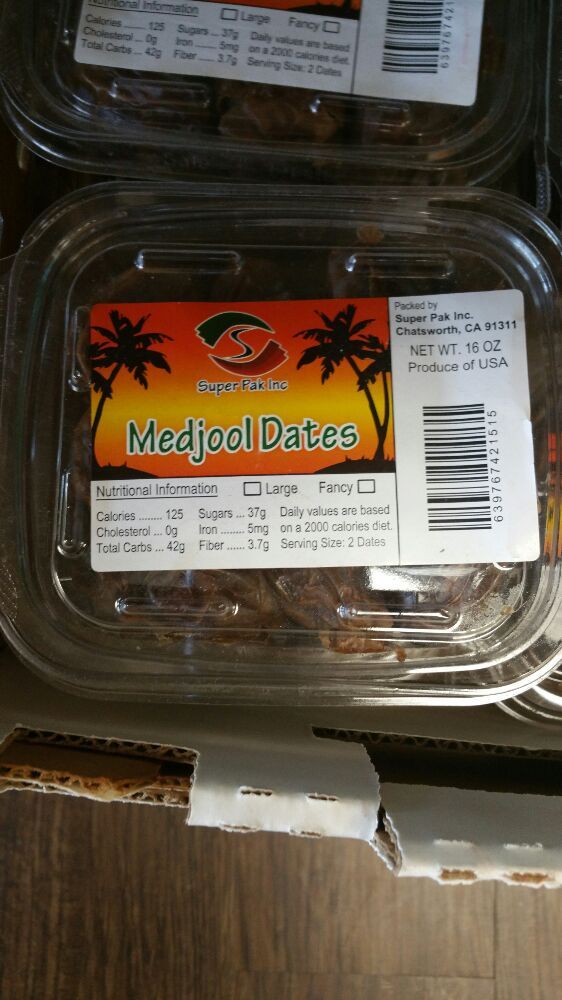 Nutritional Information Large Fancy
Calories ........ 125 Sugars ... 37g Daily values are based
Cholesterol ... 0g Iron ........ 5mg on a 2000 calories diet.
Total Carbs ... 42g Fiber ...... 3.7g Serving Size: 2 Dates
Super Pak Inc
Medjool Dates
Packed by
Super Pak Inc.
Chatsworth, CA 91311
NET WT. 16 OZ
Produce of USA
639767421515
Nutritional Information Large Fancy
Calories ........ 125 Sugars ... 37g Daily values are based
Cholesterol ... 0g Iron ........ 5mg on a 2000 calories diet.
Total Carbs ... 42g Fiber ...... 3.7g Serving Size: 2 Dates